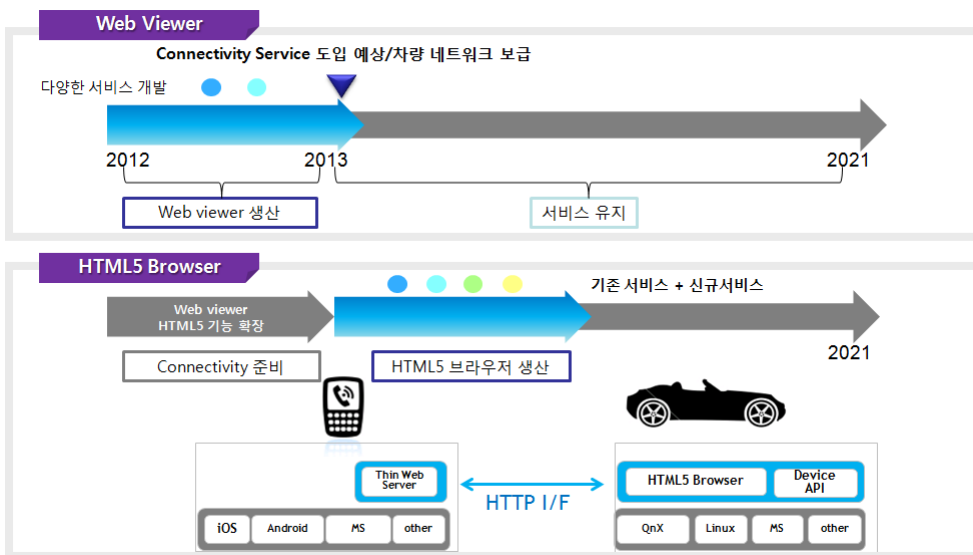 Web Viewer
Connectivity Service 도입 예상/차량 네트워크 보급
다양한 서비스 개발
2012
2013
2021
Web viewer 생산
서비스 유지
HTML5 Browser
기존 서비스 + 신규서비스
Web viewer
HTML5 기능 확장
2021
Connectivity 준비
HTML5 브라우저 생산
Thin Web
Server
HTTP I/F
HTML5 Browser
Device
API
iOS
Android
MS
other
QnX
Linux
MS
other